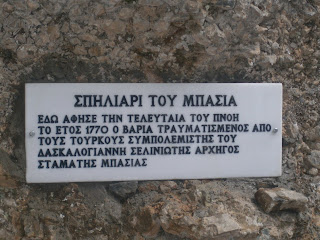 ΣΠΗΛΙΑΡΙ ΤΟΥ ΜΠΑΣΙΑ
ΕΔΩ ΑΦΗΣΕ ΤΗΝ ΤΕΛΕΥΤΑΙΑ ΤΟΥ ΠΝΟΗ
ΤΟ ΕΤΟΣ 1770 Ο ΒΑΡΙΑ ΤΡΑΥΜΑΤΙΣΜΕΝΟΣ ΑΠΟ
ΤΟΥΣ ΤΟΥΡΚΟΥΣ ΣΥΜΠΟΛΕΜΙΣΤΗΣ ΤΟΥ
ΔΑΣΚΑΛΟΓΙΑΝΝΗ ΣΕΛΙΝΙΩΤΗΣ ΑΡΧΗΓΟΣ
ΣΤΑΜΑΤΗΣ ΜΠΑΣΙΑΣ